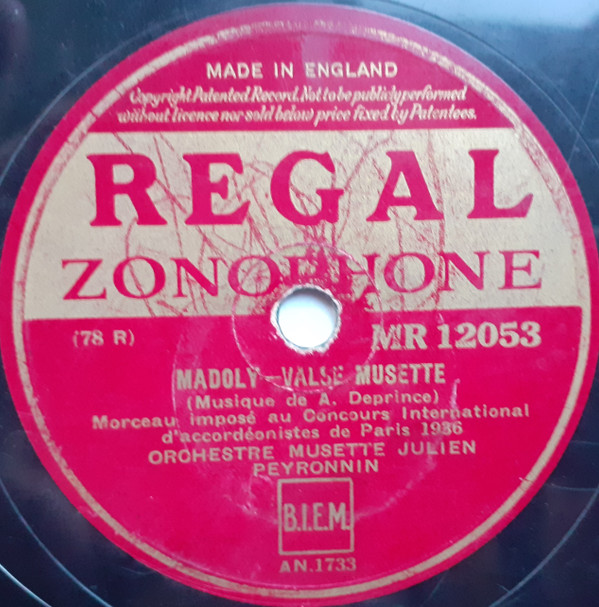 MADE IN ENGLAND
Copyright Patented Record. Not to be publicly performed
without licence nor sold below price fixed by Patentees.
REGAL
ZONOPHONE
(78 R)
MR 12053
MADOLY—VALSE MUSETTE
(Musique de A. Deprince)
Morceau imposé au Concours International
d'accordéonistes de Paris 1936
ORCHESTRE MUSETTE JULIEN
PEYRONNIN
B.I.E.M.
AN.1733